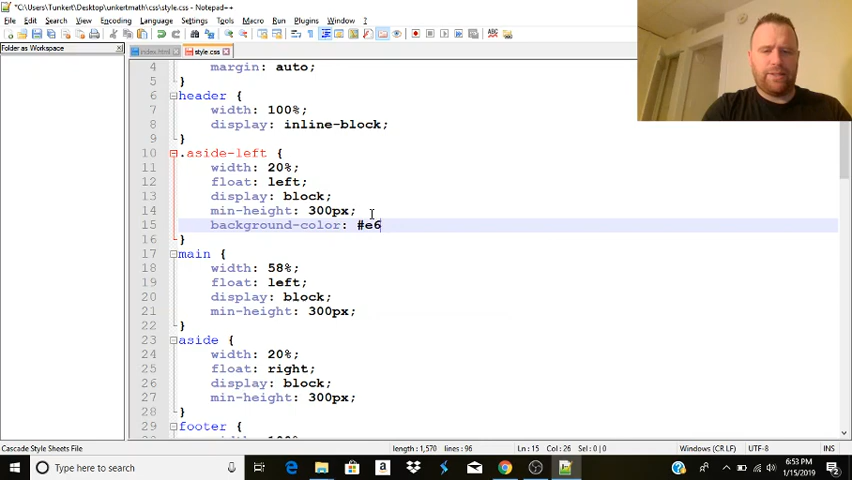 *C:\Users\Tunkert\Desktop\unkertmath\css\style.css - Notepad++
File Edit Search View Encoding Language Settings Tools Macro Run Plugins Window ?
Folder as Workspace
index.html style.css
4 margin: auto;
5 }
6 header {
7 width: 100%;
8 display: inline-block;
9 }
10 .aside-left {
11 width: 20%;
12 float: left;
13 display: block;
14 min-height: 300px;
15 background-color: #e6
16 }
17 main {
18 width: 58%;
19 float: left;
20 display: block;
21 min-height: 300px;
22 }
23 aside {
24 width: 20%;
25 float: right;
26 display: block;
27 min-height: 300px;
28 }
29 footer {
Cascade Style Sheets File length : 1,570 lines : 96 Ln : 15 Col : 26 Sel : 0 | 0 Windows (CR LF) UTF-8 INS
Type here to search
6:53 PM
1/15/2019